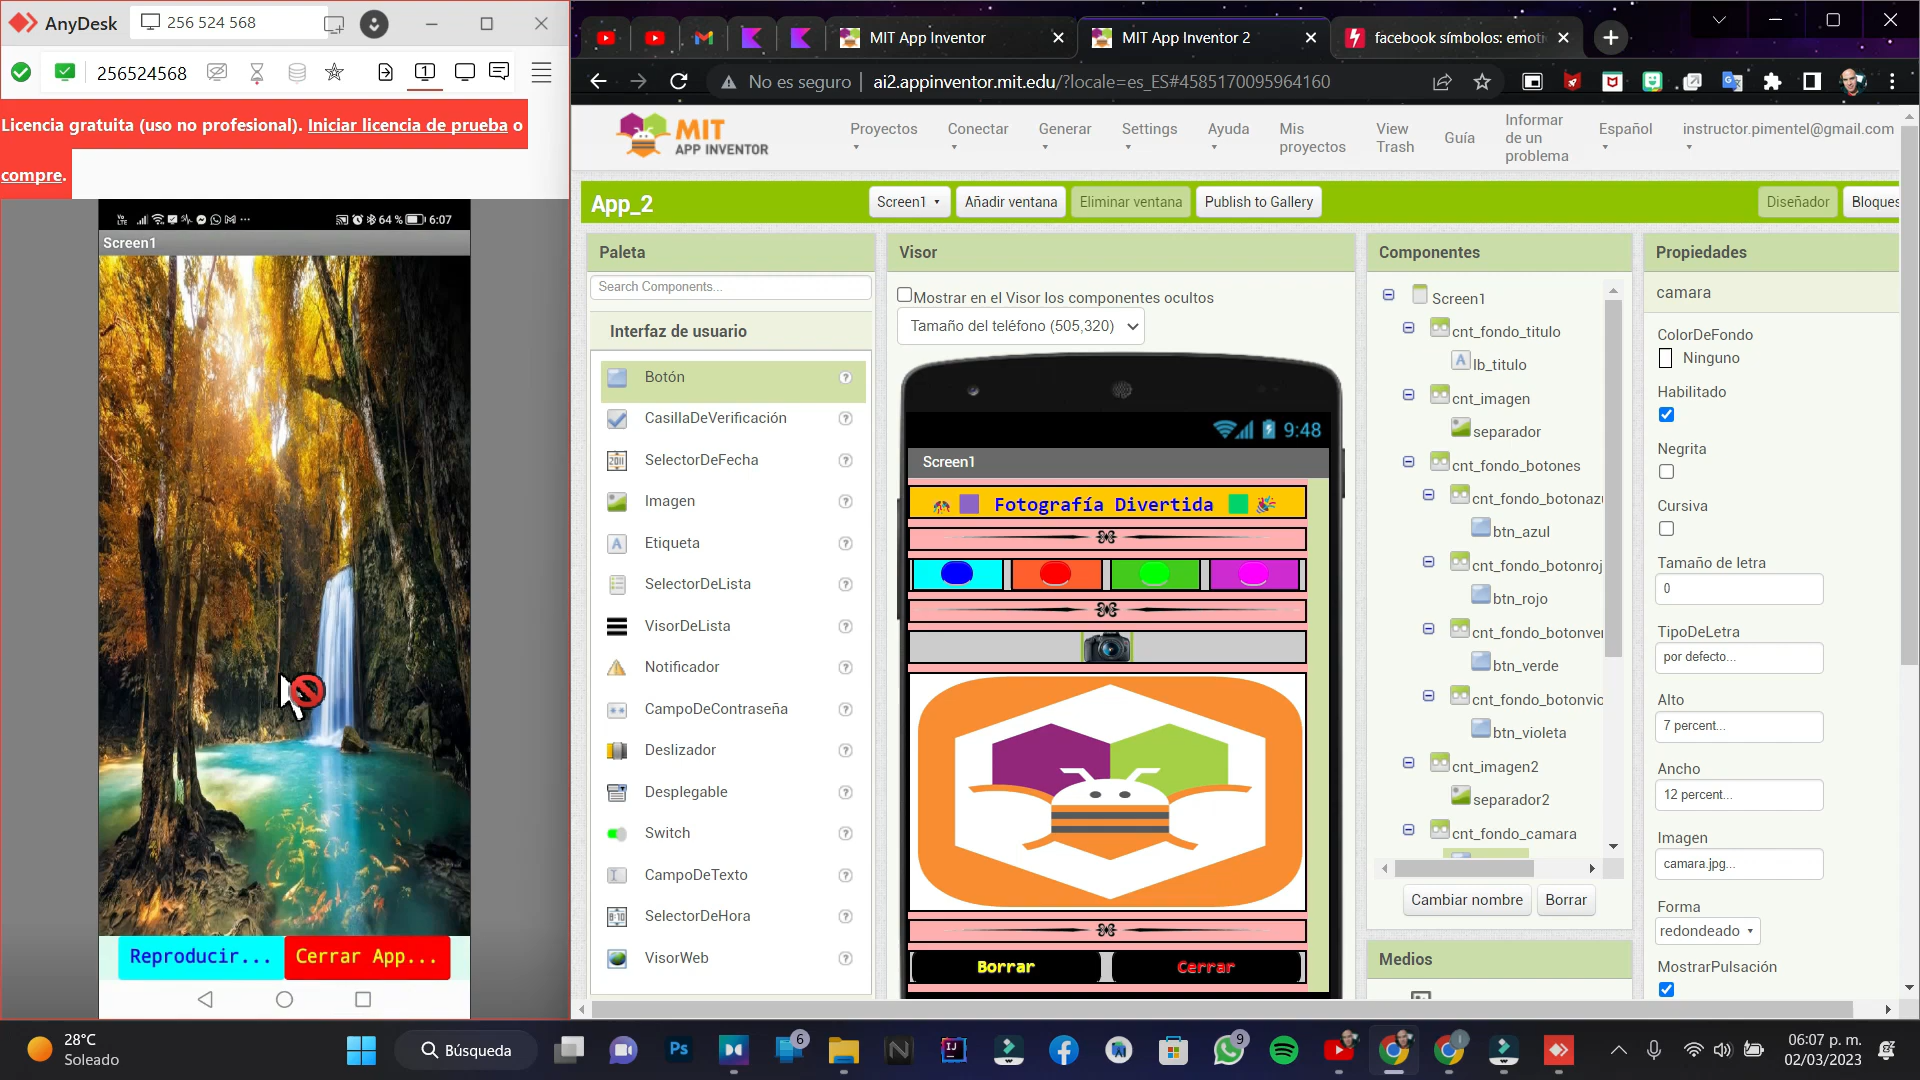 AnyDesk
256 524 568
256524568
1
Licencia gratuita (uso no profesional). Iniciar licencia de prueba o
compre.
64 %
6:07
Screen1
Reproducir...
Cerrar App...
MIT App Inventor
MIT App Inventor 2
facebook símbolos: emoti
No es seguro
ai2.appinventor.mit.edu/?locale=es_ES#4585170095964160
MIT
APP INVENTOR
Proyectos
Conectar
Generar
Settings
Ayuda
Mis proyectos
View Trash
Guía
Informar de un problema
Español
instructor.pimentel@gmail.com
App_2
Screen1
Añadir ventana
Eliminar ventana
Publish to Gallery
Diseñador
Bloques
Paleta
Search Components...
Interfaz de usuario
Botón
CasillaDeVerificación
SelectorDeFecha
Imagen
Etiqueta
SelectorDeLista
VisorDeLista
Notificador
CampoDeContraseña
Deslizador
Desplegable
Switch
CampoDeTexto
SelectorDeHora
VisorWeb
Visor
Mostrar en el Visor los componentes ocultos
Tamaño del teléfono (505,320)
9:48
Screen1
Fotografía Divertida
Borrar
Cerrar
Componentes
Screen1
cnt_fondo_titulo
lb_titulo
cnt_imagen
separador
cnt_fondo_botones
cnt_fondo_botonazu
btn_azul
cnt_fondo_botonroj
btn_rojo
cnt_fondo_botonver
btn_verde
cnt_fondo_botonvio
btn_violeta
cnt_imagen2
separador2
cnt_fondo_camara
Cambiar nombre
Borrar
Medios
Propiedades
camara
ColorDeFondo
Ninguno
Habilitado
Negrita
Cursiva
Tamaño de letra
0
TipoDeLetra
por defecto...
Alto
7 percent...
Ancho
12 percent...
Imagen
camara.jpg...
Forma
redondeado
MostrarPulsación
28°C
Soleado
Búsqueda
Ps
6
9
06:07 p. m.
02/03/2023